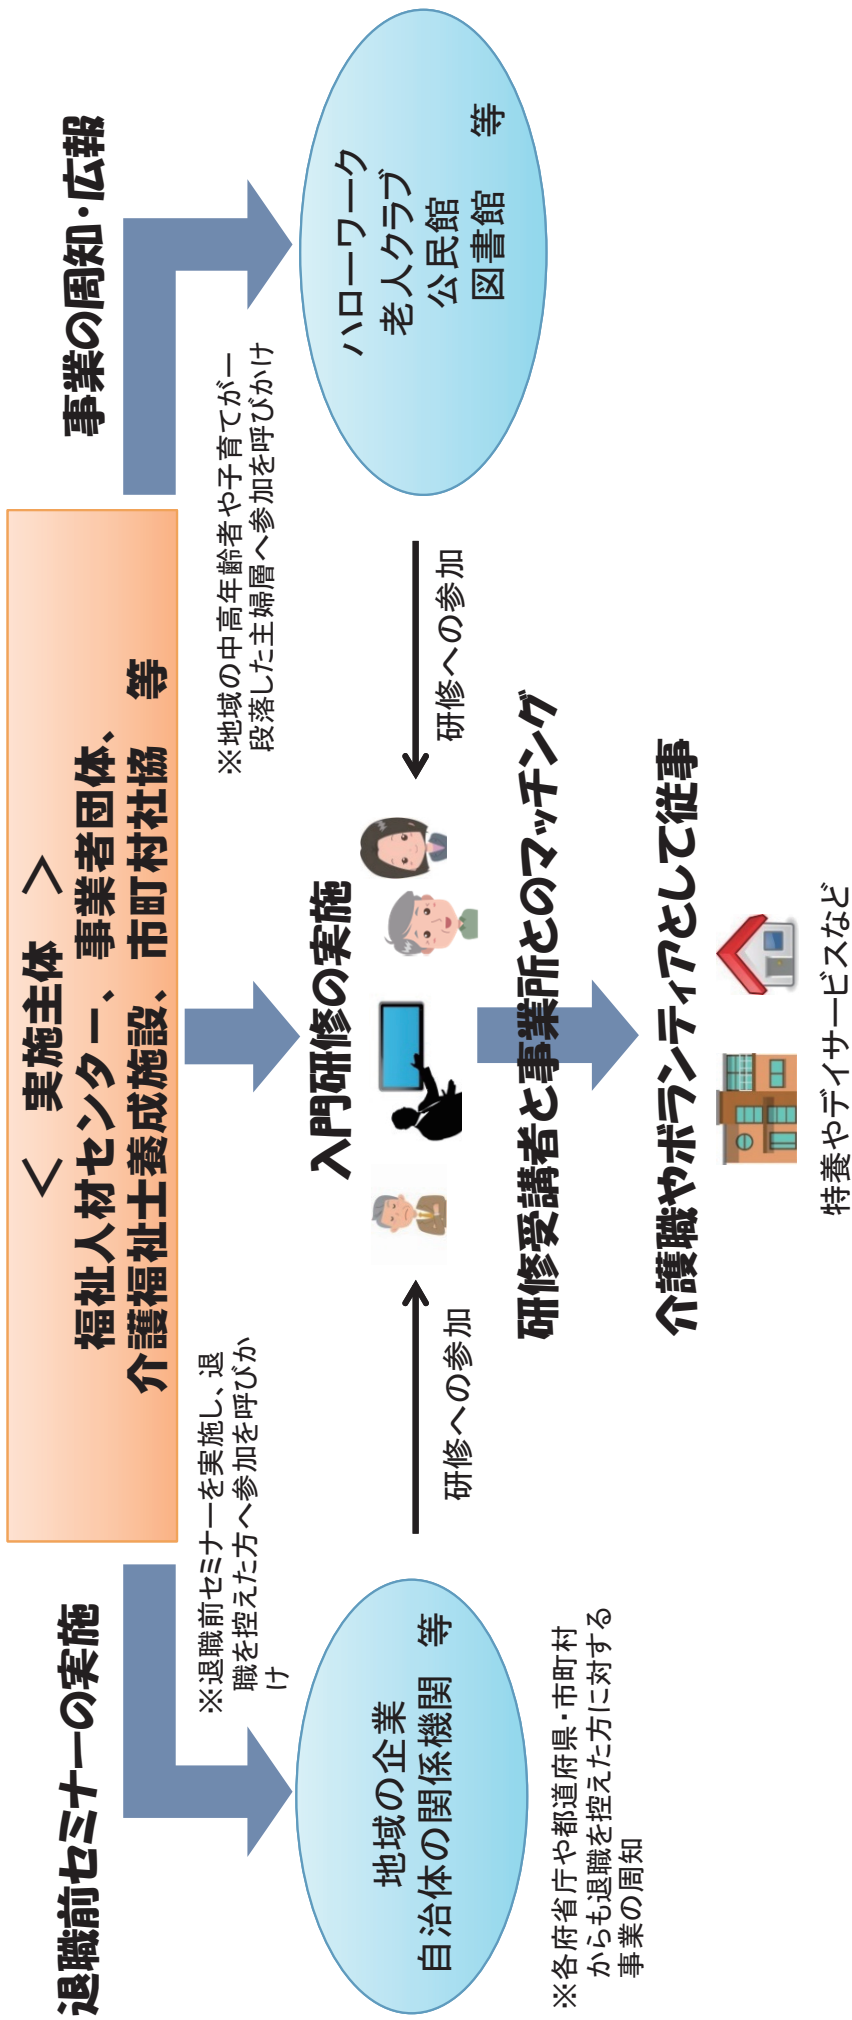 ＜　実施主体　＞
福祉人材センター、事業者団体、
介護福祉士養成施設、市町村社協　等
退職前セミナーの実施
事業の周知・広報
※退職前セミナーを実施し、退
職を控えた方へ参加を呼びか
け
※地域の中高年齢者や子育てが一
段落した主婦層へ参加を呼びかけ
地域の企業
自治体の関係機関　等
入門研修の実施
ハローワーク
老人クラブ
公民館
図書館　等
研修への参加
研修への参加
※各府省庁や都道府県・市町村
からも退職を控えた方に対する
事業の周知
研修受講者と事業所とのマッチング
介護職やボランティアとして従事
特養やデイサービスなど